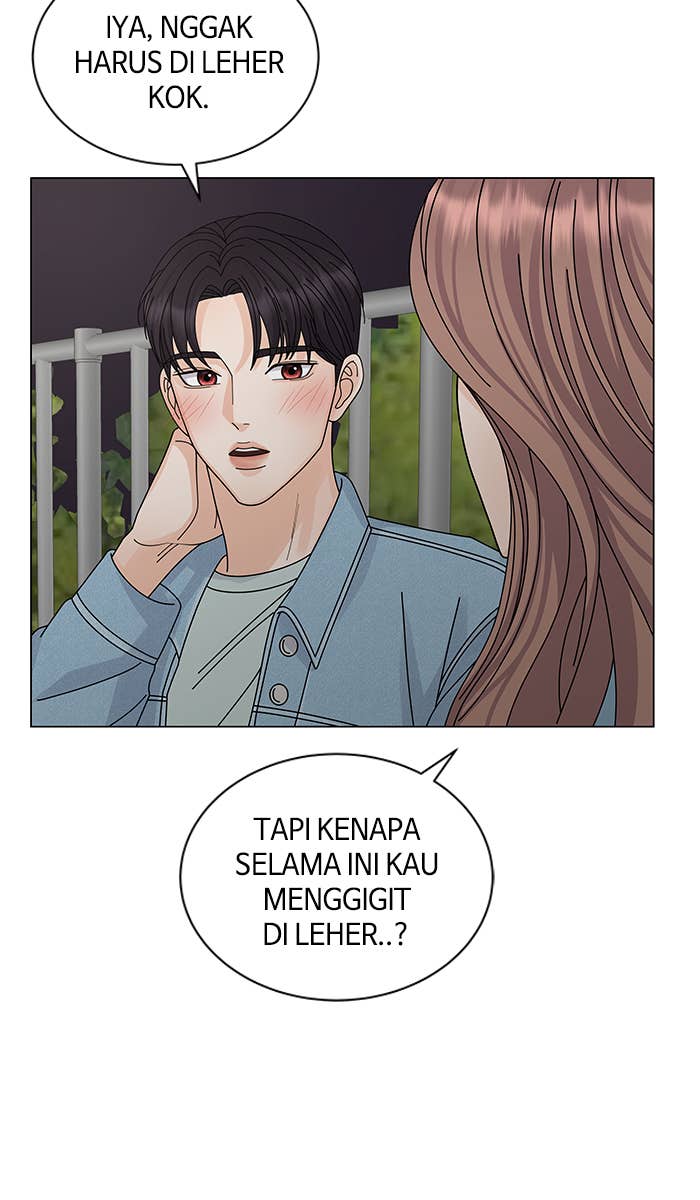 IYA, NGGAK
HARUS DI LEHER
KOK.
TAPI KENAPA
SELAMA INI KAU
MENGGIGIT
DI LEHER..?